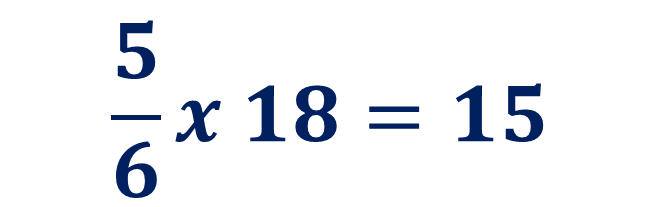 5/6 x 18 = 15